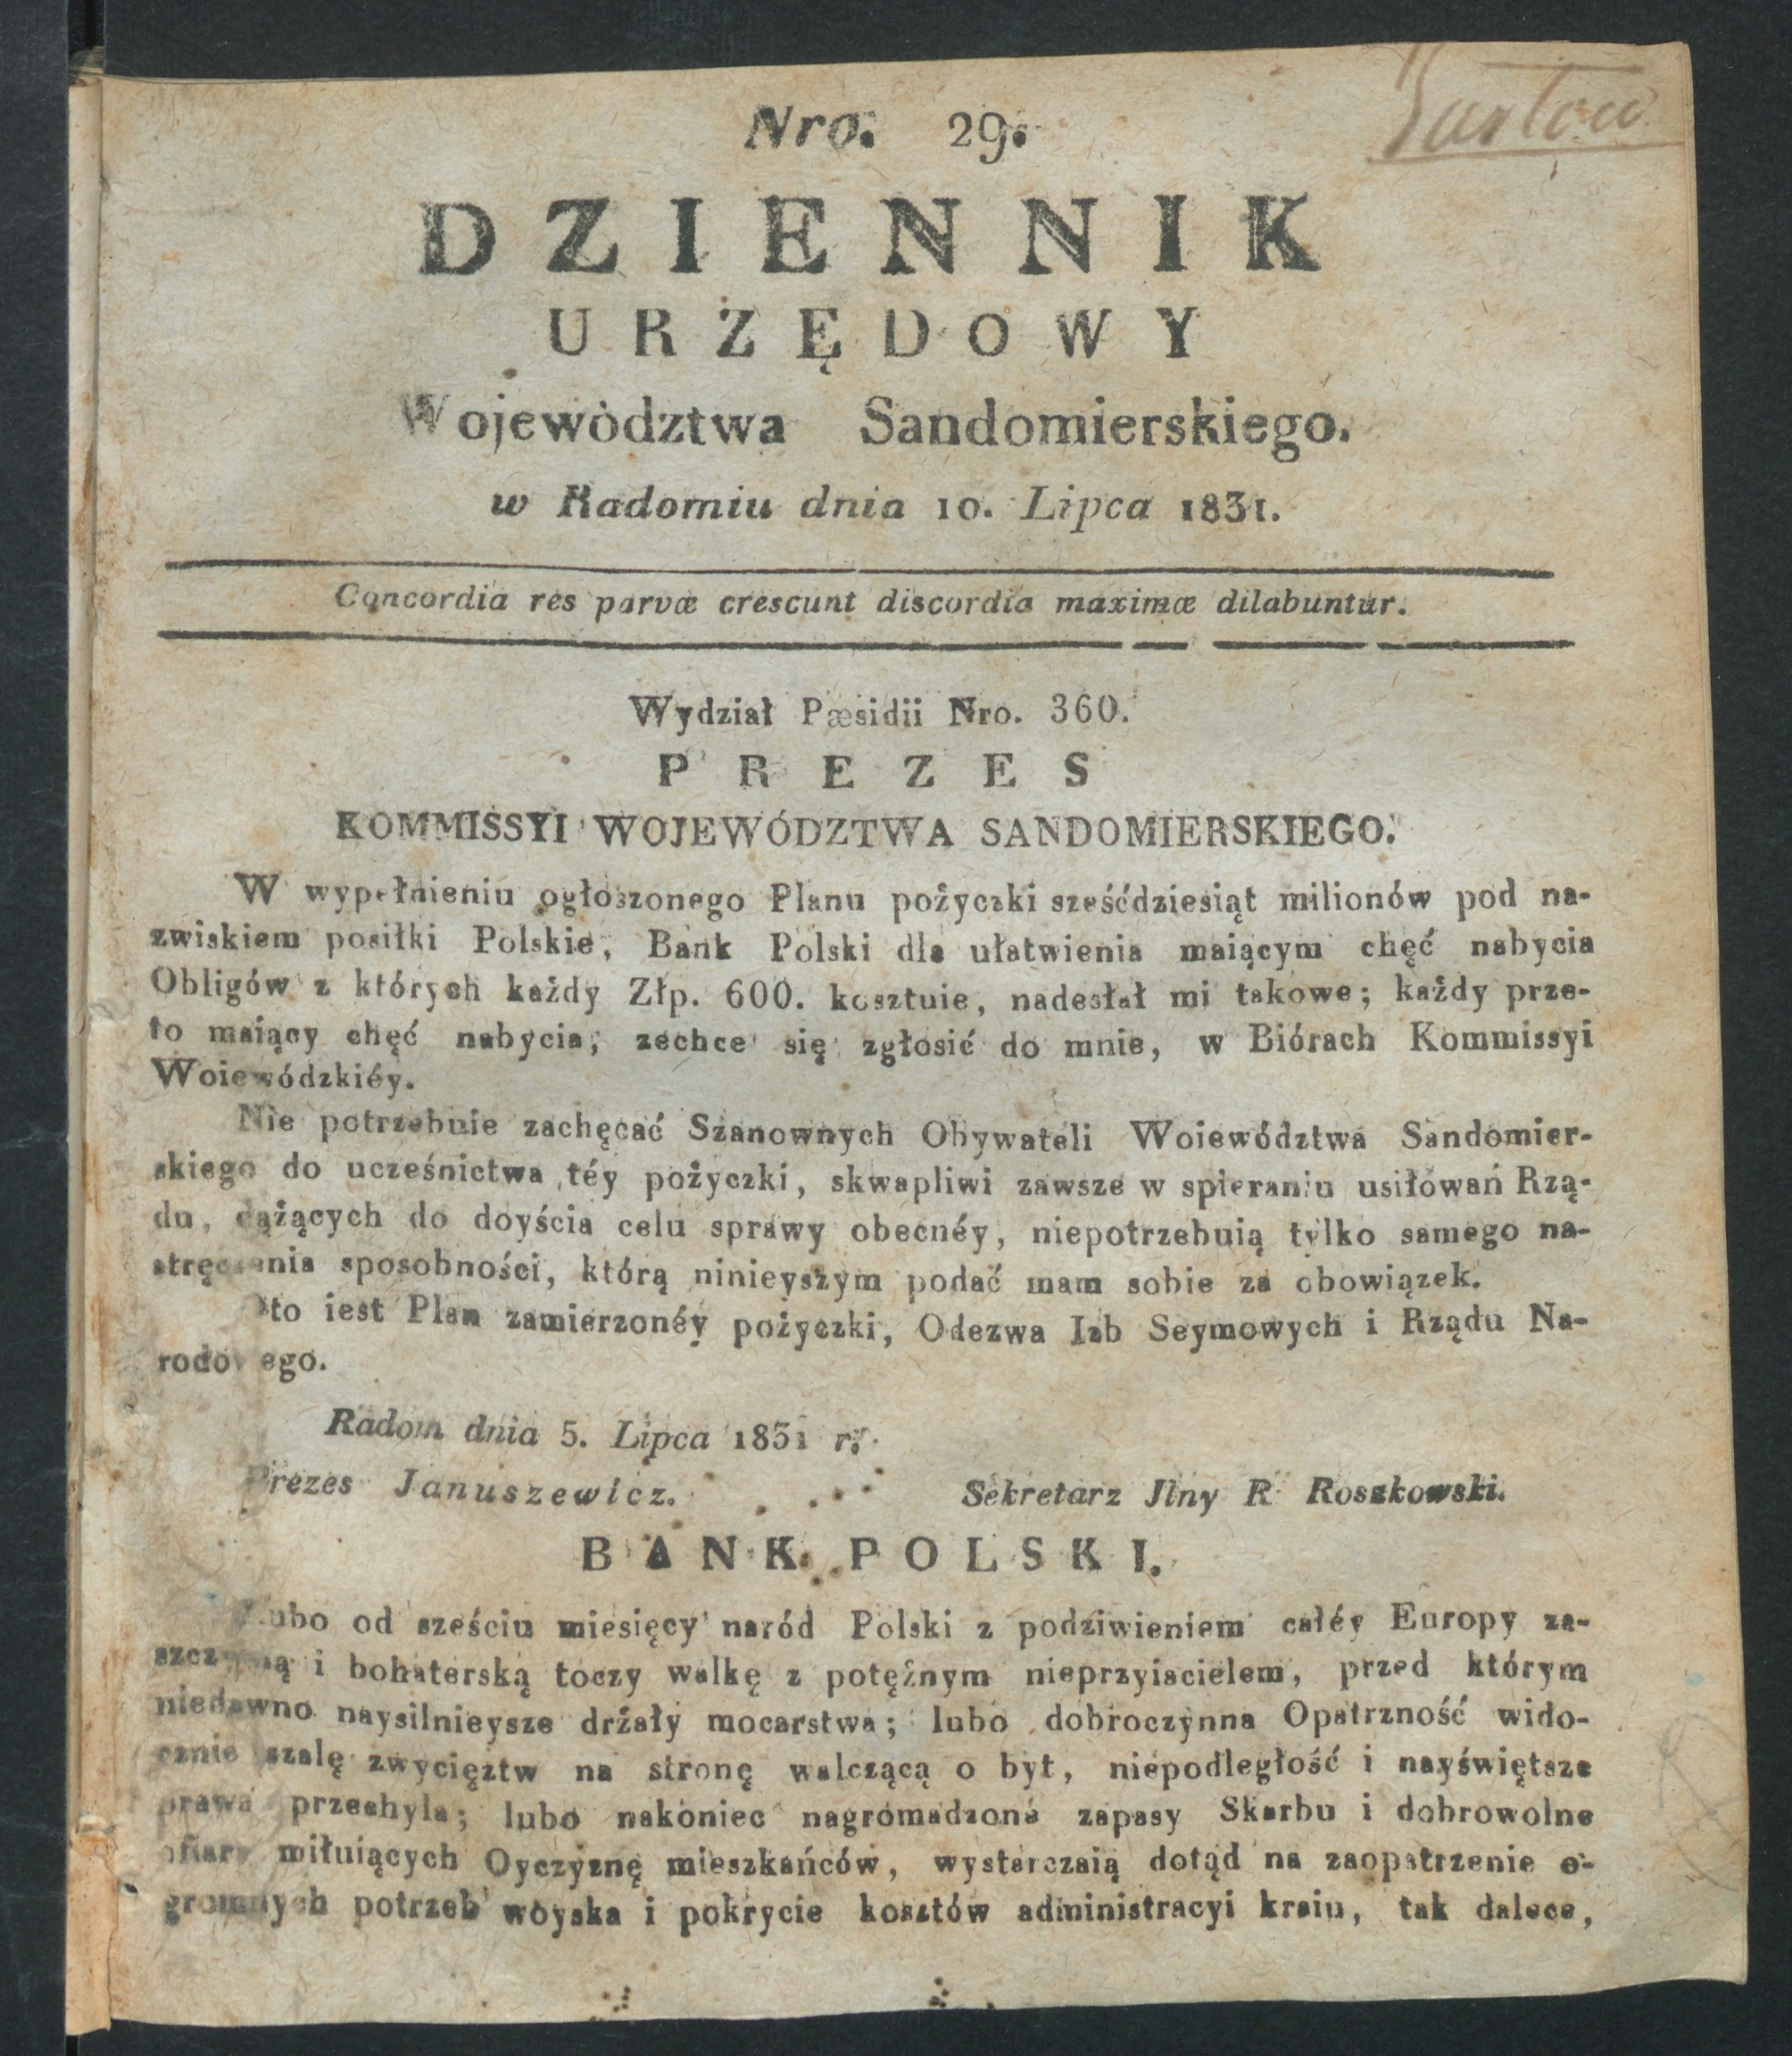 Nro. 29.
DZIENNIK
URZĘDOWY
Województwa Sandomierskiego.
w Radomiu dnia 10. Lipca 1831.
Concordia res parvæ crescunt discordia maximæ dilabuntur.
Wydział Pæsidii Nro. 360.
PREZES
KOMMISSYI WOJEWÓDZTWA SANDOMIERSKIEGO.
W wypełnieniu ogłoszonego Planu pożyczki sześćdziesiąt milionów pod na-
zwiskiem posiłki Polskie, Bank Polski dla ułatwienia maiącym chęć nabycia
Obligów z których każdy Złp. 600. kosztuie, nadesłał mi takowe; każdy prze-
to maiący chęć nabycia, zechce się zgłosić do mnie, w Biórach Kommissyi
Woiewódzkiéy.
Nie potrzebuie zachęcać Szanownych Obywateli Woiewództwa Sandomier-
skiego do ucześnictwa téy pożyczki, skwapliwi zawsze w spieraniu usiłowań Rzą-
du, dążących do doyścia celu sprawy obecnéy, niepotrzebuią tylko samego na-
stręczenia sposobności, którą ninieyszym podać mam sobie za obowiązek.
Oto iest Plan zamierzonéy pożyczki, Odezwa Izb Seymowych i Rządu Na-
rodowego.
Radom dnia 5. Lipca 1831 r.
Prezes Januszewicz. Sekretarz Jlny R Roszkowski.
BANK POLSKI.
Lubo od sześciu miesięcy naród Polski z podziwieniem całéy Europy za-
szczytną i bohaterską toczy walkę z potężnym nieprzyiacielem, przed którym
niedawno naysilnieysze drżały mocarstwa; lubo dobroczynna Opatrzność wido-
cznie szalę zwycięztw na stronę walczącą o byt, niepodległość i nayświętsze
prawa przechyla; lubo nakoniec nagromadzone zapasy Skarbu i dobrowolne
ofiary miłuiących Oyczyznę mieszkańców, wystarczaią dotąd na zaopatrzenie o-
gromnych potrzeb woyska i pokrycie kosztów administracyi kraiu, tak dalece,